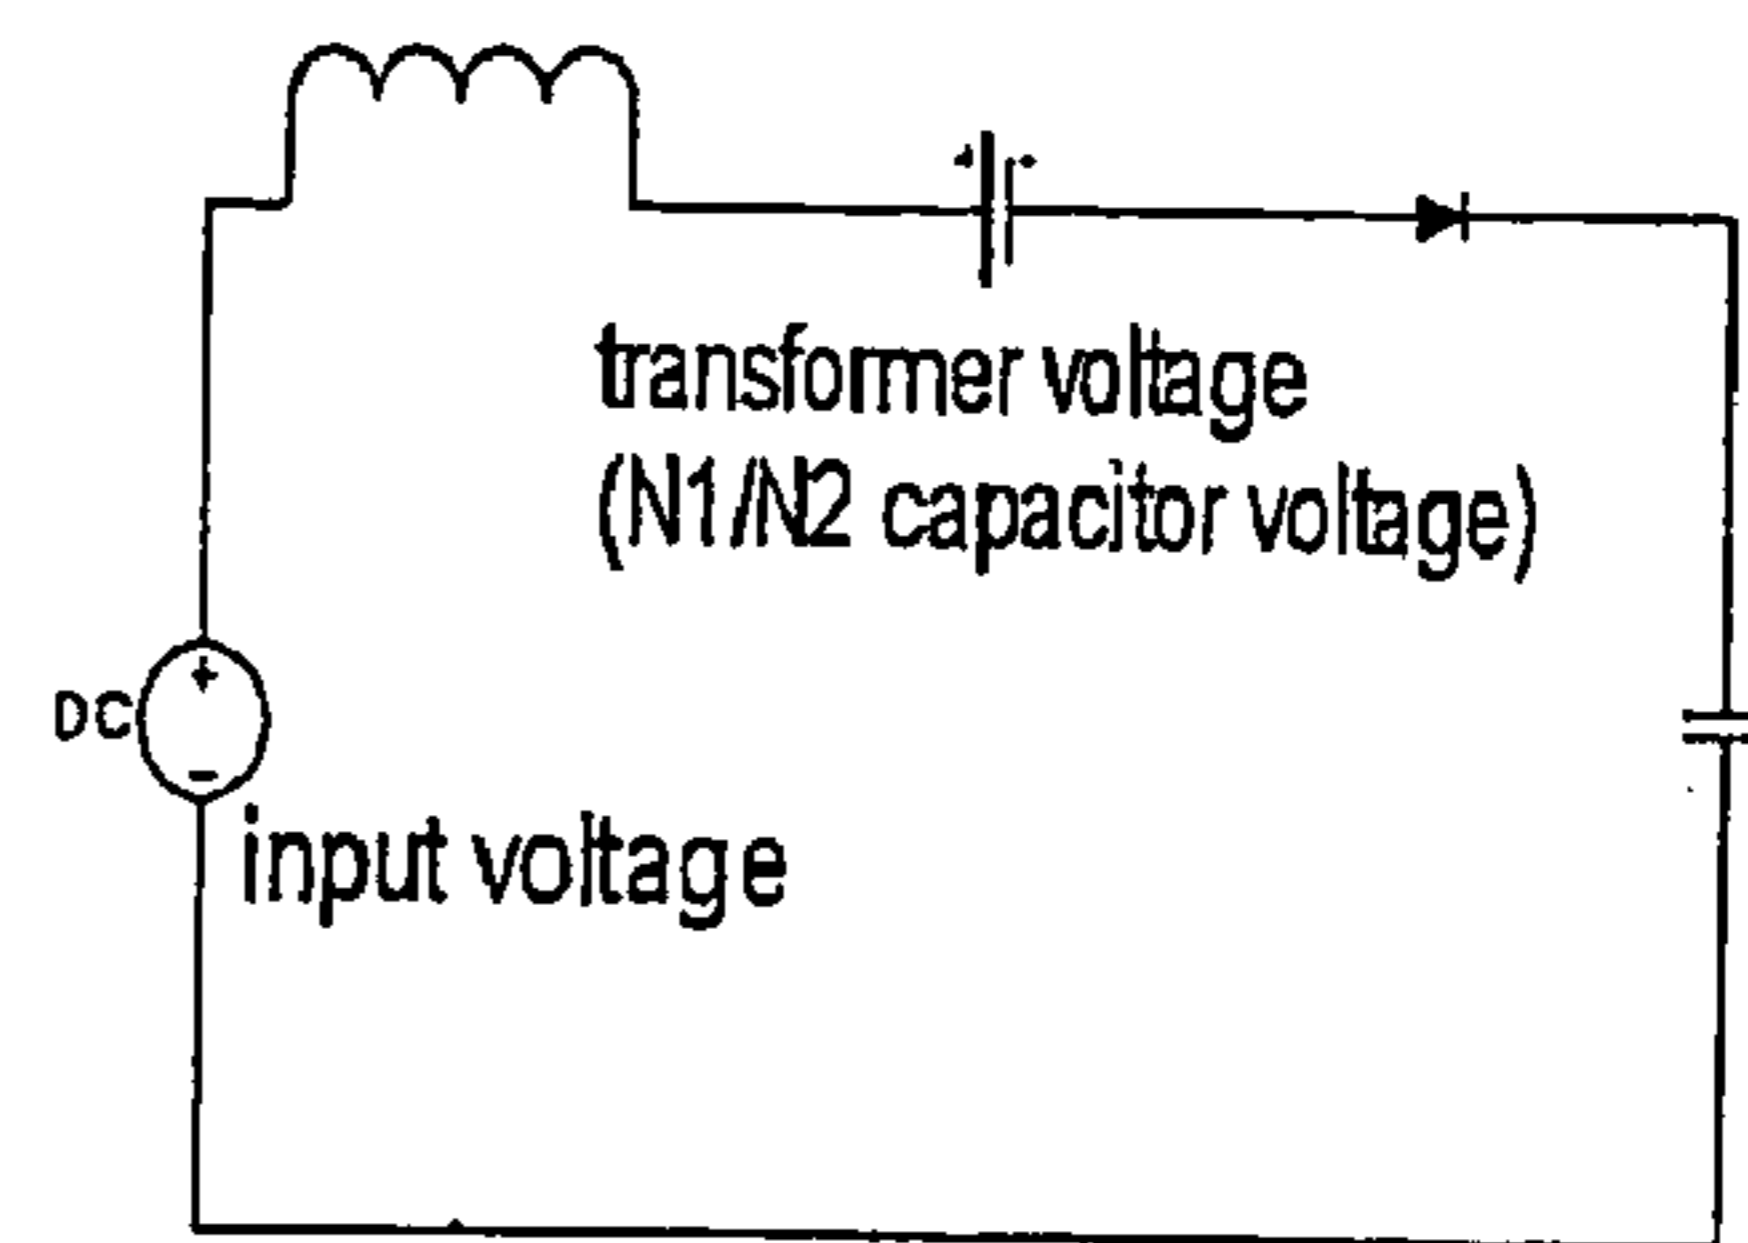 transformer voltage
(N1/N2 capacitor voltage)
DC
+
-
input voltage